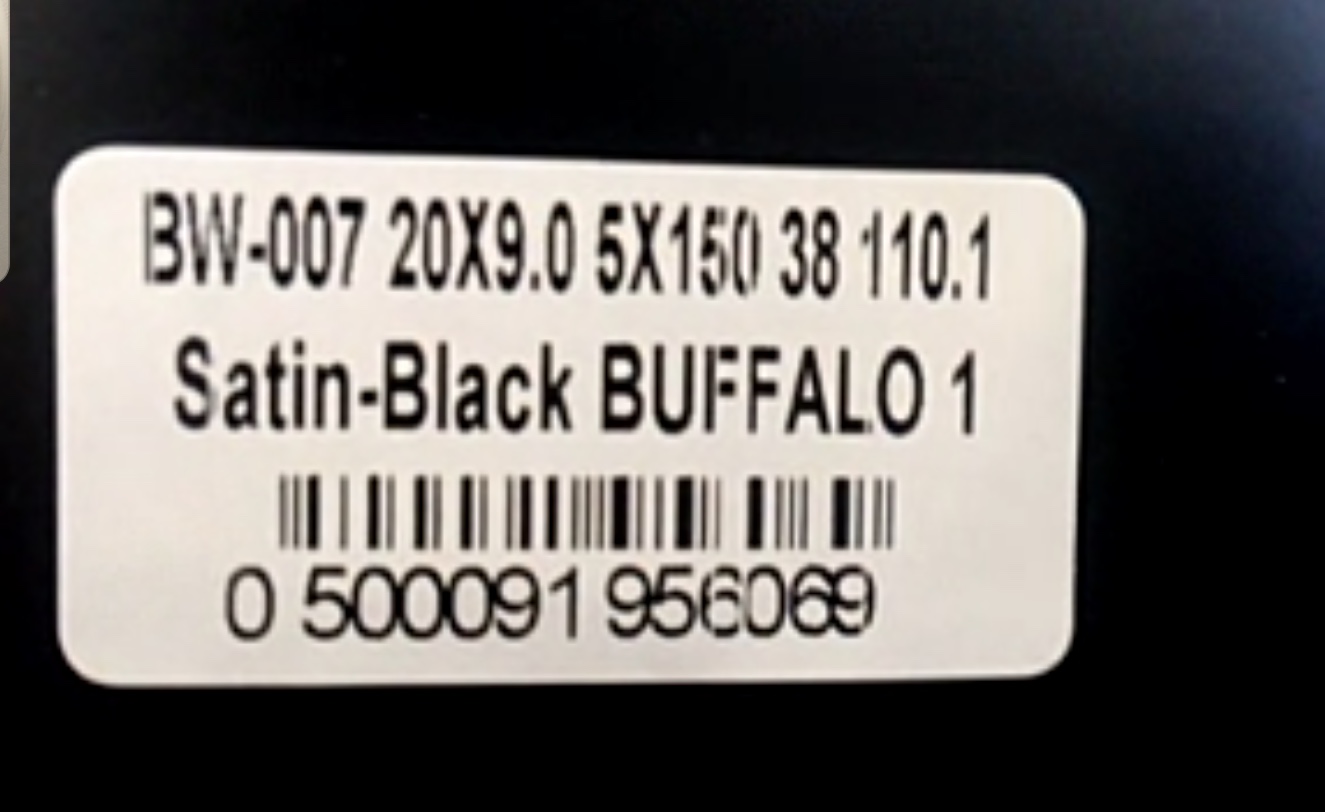 BW-007 20X9.0 5X150 38 110.1
Satin-Black BUFFALO 1
0 500091 956069